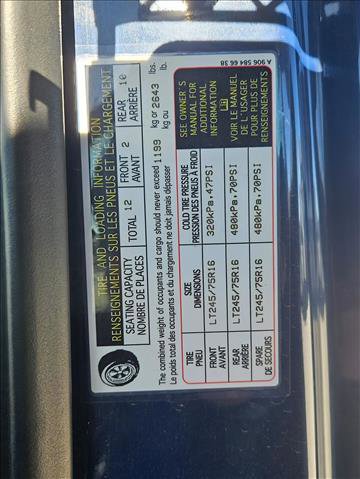 A 906 584 66 38
TIRE AND LOADING INFORMATION
RENSEIGNEMENTS SUR LES PNEUS ET LE CHARGEMENT
SEATING CAPACITY TOTAL 12 FRONT 2 REAR 10
NOMBRE DE PLACES AVANT ARRIÈRE
The combined weight of occupants and cargo should never exceed 1199 kg or 2643 lbs.
Le poids total des occupants et du chargement ne doit jamais dépasser kg ou lb.
TIRE SIZE COLD TIRE PRESSURE SEE OWNER'S
PNEU DIMENSIONS PRESSION DES PNEUS À FROID MANUAL FOR
FRONT LT245/75R16 320kPa,47PSI ADDITIONAL
AVANT INFORMATION
REAR LT245/75R16 480kPa,70PSI VOIR LE MANUEL
ARRIÈRE DE L'USAGER
SPARE LT245/75R16 480kPa,70PSI POUR PLUS DE
DE SECOURS RENSEIGNEMENTS